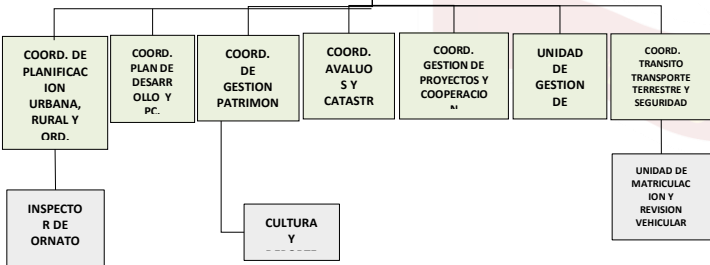 COORD. DE
PLANIFICAC
ION
URBANA,
RURAL Y
ORD.
COORD.
PLAN DE
DESARR
OLLO Y
PC.
COORD.
DE
GESTION
PATRIMON
COORD.
AVALUO
S Y
CATASTR
COORD.
GESTION DE
PROYECTOS Y
COOPERACIO
N
UNIDAD
DE
GESTION
DE
COORD.
TRANSITO
TRANSPORTE
TERRESTRE Y
SEGURIDAD
INSPECTO
R DE
ORNATO
CULTURA
Y
UNIDAD DE
MATRICULAC
ION Y
REVISION
VEHICULAR